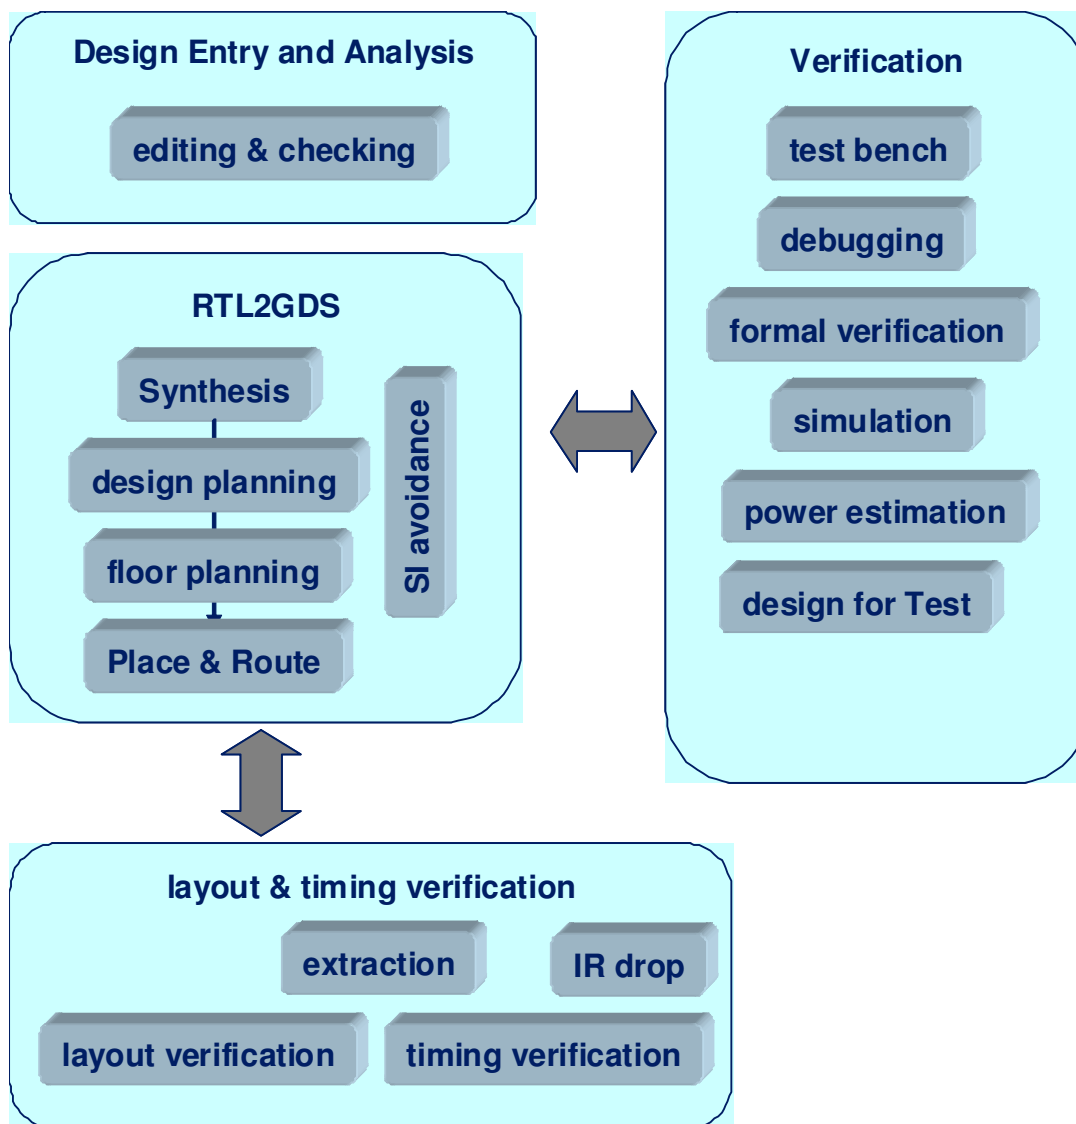 Design Entry and Analysis
editing & checking
RTL2GDS
Synthesis
design planning
floor planning
Place & Route
SI avoidance
Verification
test bench
debugging
formal verification
simulation
power estimation
design for Test
layout & timing verification
extraction
IR drop
layout verification
timing verification